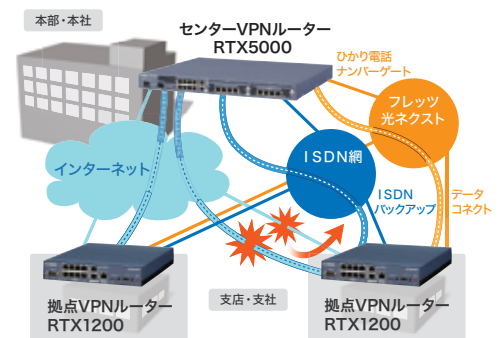 本部・本社
センターVPNルーター
RTX5000
ひかり電話
ナンバーゲート
フレッツ
光ネクスト
インターネット
ISDN網
ISDN
バックアップ
データ
コネクト
拠点VPNルーター
RTX1200
支店・支社
拠点VPNルーター
RTX1200